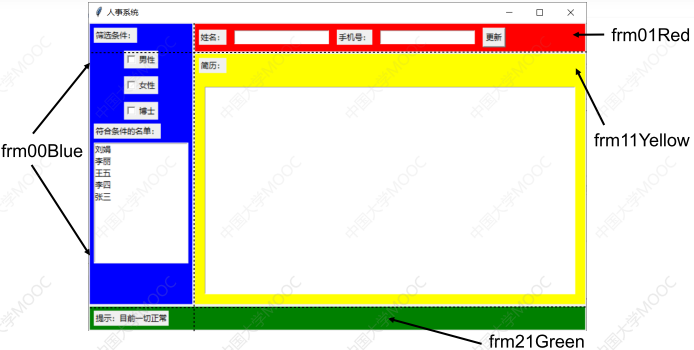 人事系统
筛选条件：
姓名：
手机号：
更新
frm01Red
男性
女性
博士
简历：
frm11Yellow
符合条件的名单：
frm00Blue
刘娟
李丽
王五
李四
张三
提示：目前一切正常
frm21Green
中国大学MOOC